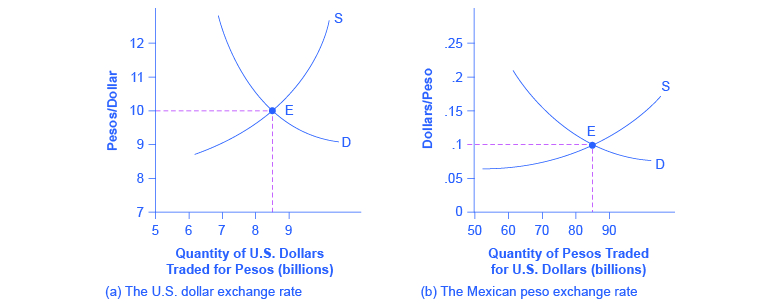 Pesos/Dollar
12
11
10
9
8
7
S
E
D
5 6 7 8 9
Quantity of U.S. Dollars
Traded for Pesos (billions)
(a) The U.S. dollar exchange rate
Dollars/Peso
.25
.2
.15
.1
.05
0
S
E
D
50 60 70 80 90
Quantity of Pesos Traded
for U.S. Dollars (billions)
(b) The Mexican peso exchange rate